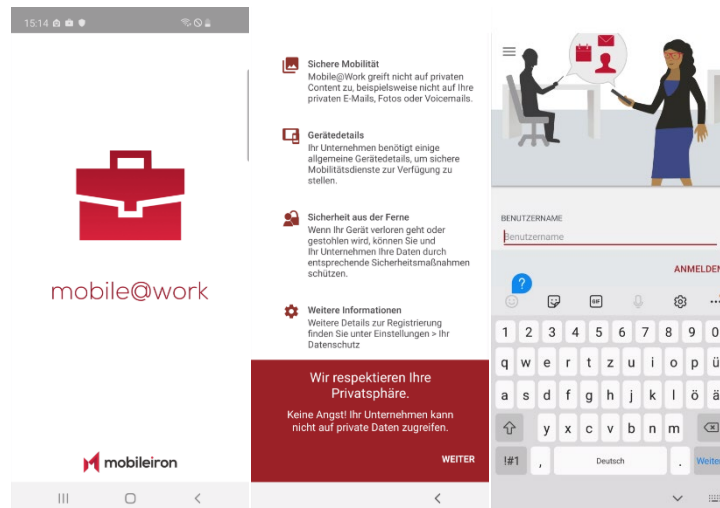 15:14
mobile@work
mobileiron
Sichere Mobilität
Mobile@Work greift nicht auf privaten
Content zu, beispielsweise nicht auf Ihre
privaten E-Mails, Fotos oder Voicemails.
Gerätedetails
Ihr Unternehmen benötigt einige
allgemeine Gerätedetails, um sichere
Mobilitätsdienste zur Verfügung zu
stellen.
Sicherheit aus der Ferne
Wenn Ihr Gerät verloren geht oder
gestohlen wird, können Sie und
Ihr Unternehmen Ihre Daten durch
entsprechende Sicherheitsmaßnahmen
schützen.
Weitere Informationen
Weitere Details zur Registrierung
finden Sie unter Einstellungen > Ihr
Datenschutz
Wir respektieren Ihre
Privatsphäre.
Keine Angst! Ihr Unternehmen kann
nicht auf private Daten zugreifen.
WEITER
BENUTZERNAME
Benutzername
ANMELDEN
?
GIF
1 2 3 4 5 6 7 8 9 0
q w e r t z u i o p ü
a s d f g h j k l ö ä
y x c v b n m
!#1 , Deutsch . Weiter